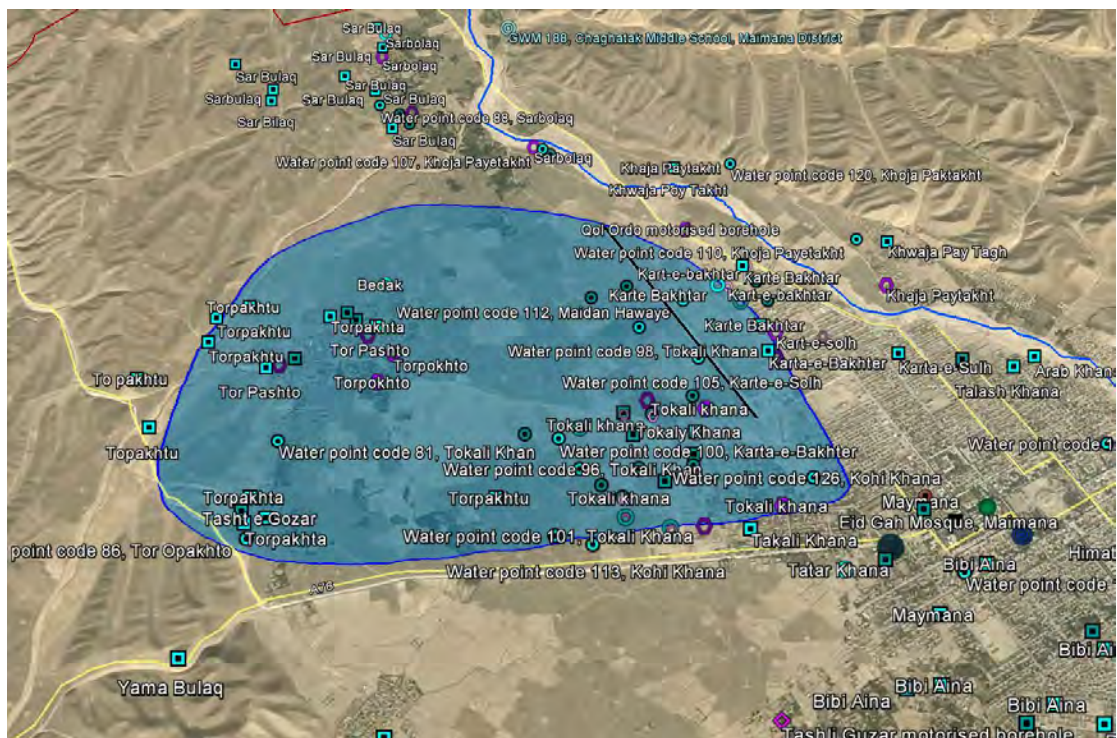 Sar Bulaq
GWM 188, Chaghatak Middle School, Maimana District
Sarbolaq
Sar Bulaq
Sarbolaq
Sar Bulaq
Sar Bulaq
Sarbulaq
Sar Bulaq
Sar Bulaq
Sar Bilaq
Water point code 88, Sarbolaq
Sar Bulaq
Sarbolaq
Water point code 107, Khoja Payetakht
Khaja Paytakht
Water point code 120, Khoja Paktakht
Khwaja Poy Takht
Qol Ordo motorised borehole
Water point code 110, Khoja Payetakht
Khwaja Pay Tagh
Kart-e-bakhtar
Karte Bakhtar
Bedak
Karte Bakhtar
Kart-e-bakhtar
Khaja Paytakht
Torpakhtu
Water point code 112, Maidan Hawaye
Torpakhta
Karte Bakhtar
Torpakhtu
Tor Pashto
Kart-e-solh
Torpakhtu
Water point code 98, Tokali Khana
Karta-e-Bakhter
Torpokhto
Karta-e-Sulh
Arab Khan
To pakhtu
Tor Pashto
Torpokhto
Water point code 105, Karte-e-Solh
Talash Khana
Tokali khana
Tokali khana
Tokaly Khana
Topakhtu
Water point code 81, Tokali Khan
Water point code 100, Karta-e-Bakhter
Water point code 1
Water point code 96, Tokali Khan
Water point code 126, Kohi Khana
Torpakhta
Torpakhtu
Tokali khana
Tokali khana
Maymana
Tasht e Gozar
Eid Gah Mosque, Maimana
point code 86, Tor Opakhto
Torpakhta
Water point code 101, Tokali Khana
Takali Khana
Himat
Water point code 113, Kohi Khana
Tatar Khana
Bibi Aina
Water point code
A76
Maymana
Bibi Ai
Yama Bulaq
Bibi Aina
Bibi Aina
Bibi Aina
Tashli Guzar motorised borehole